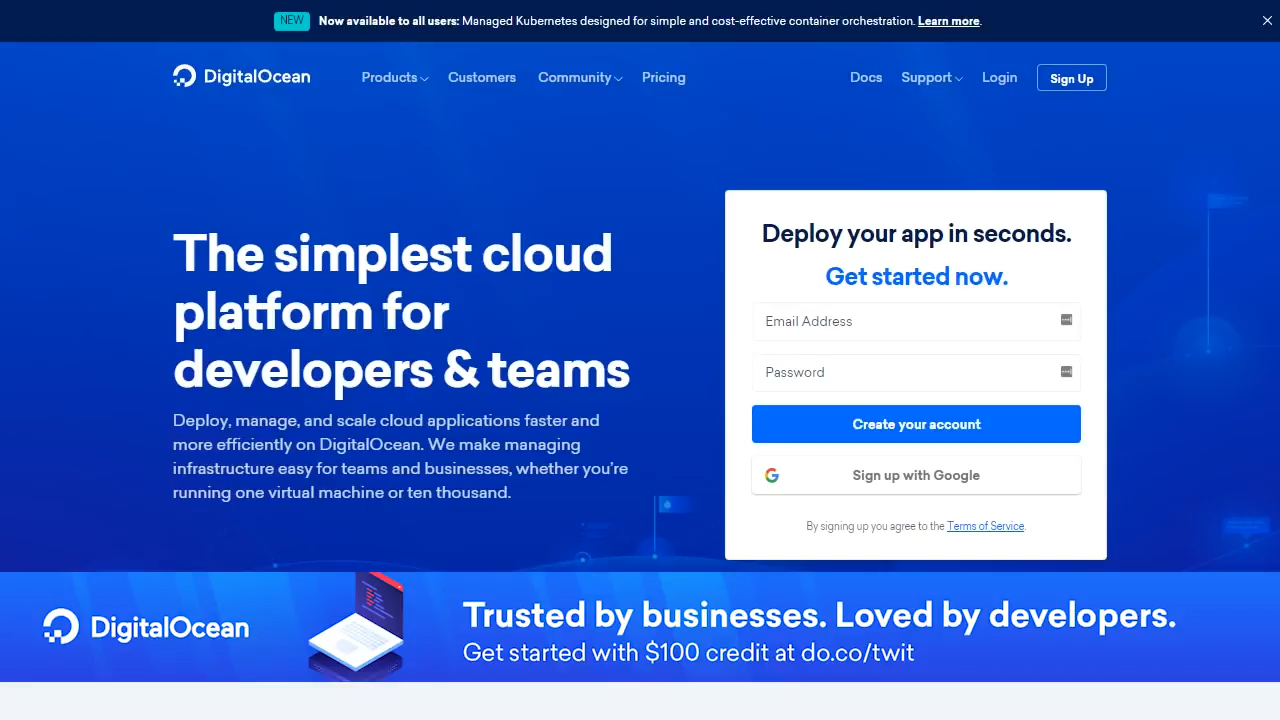 NEW Now available to all users: Managed Kubernetes designed for simple and cost-effective container orchestration. Learn more.
DigitalOcean Products Customers Community Pricing Docs Support Login Sign Up
The simplest cloud
platform for
developers & teams
Deploy, manage, and scale cloud applications faster and
more efficiently on DigitalOcean. We make managing
infrastructure easy for teams and businesses, whether you're
running one virtual machine or ten thousand.
Deploy your app in seconds.
Get started now.
Email Address
Password
Create your account
Sign up with Google
By signing up you agree to the Terms of Service.
DigitalOcean
Trusted by businesses. Loved by developers.
Get started with $100 credit at do.co/twit